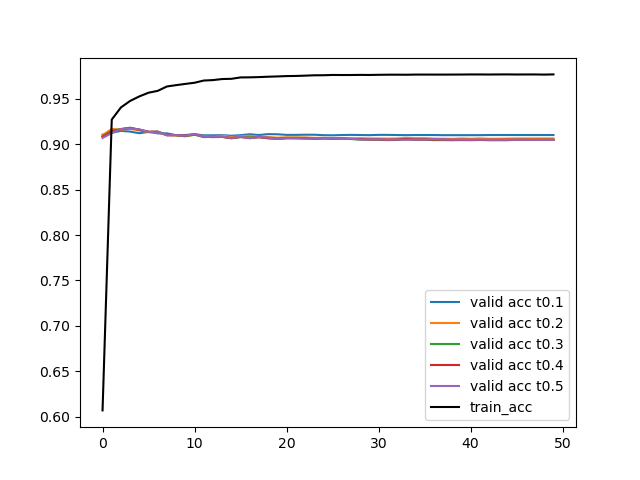 0.95
0.90
0.85
0.80
0.75
0.70
0.65
0.60
0
10
20
30
40
50
valid acc t0.1
valid acc t0.2
valid acc t0.3
valid acc t0.4
valid acc t0.5
train_acc